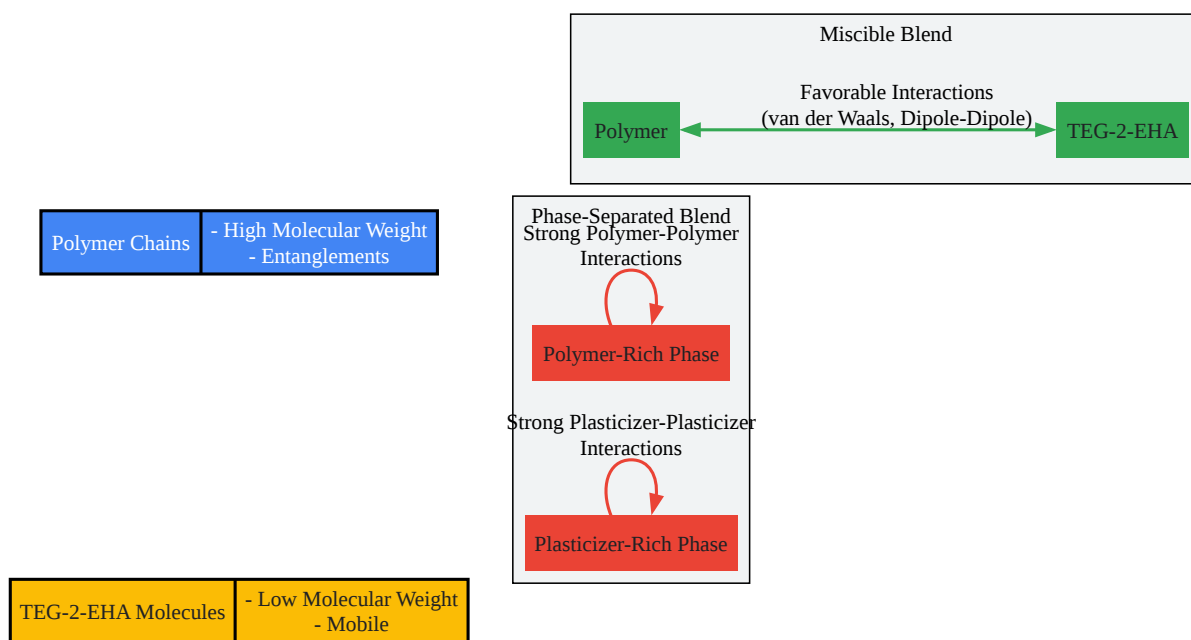 Miscible Blend
Favorable Interactions
(van der Waals, Dipole-Dipole)
Polymer
TEG-2-EHA
Phase-Separated Blend
Strong Polymer-Polymer
Interactions
Polymer Chains
- High Molecular Weight
- Entanglements
Polymer-Rich Phase
Strong Plasticizer-Plasticizer
Interactions
Plasticizer-Rich Phase
TEG-2-EHA Molecules
- Low Molecular Weight
- Mobile